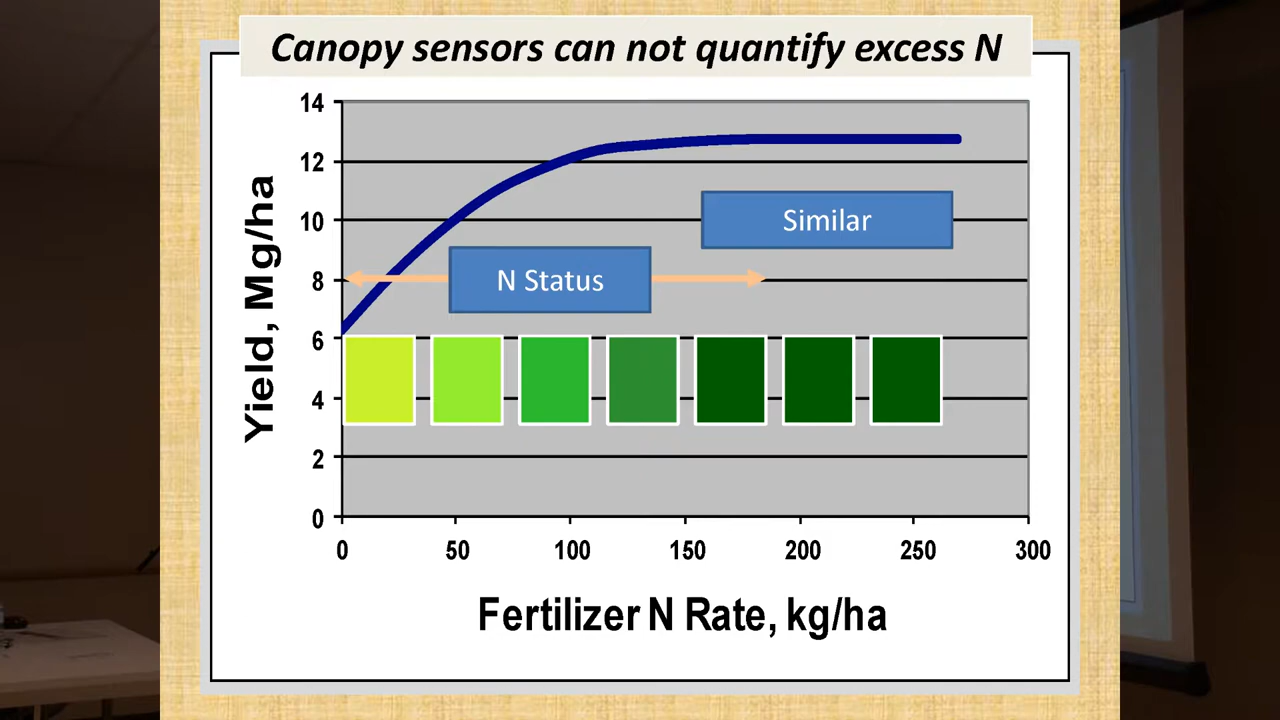 Canopy sensors can not quantify excess N
14
12
10
8
6
4
2
0
Yield, Mg/ha
Similar
N Status
0 50 100 150 200 250 300
Fertilizer N Rate, kg/ha